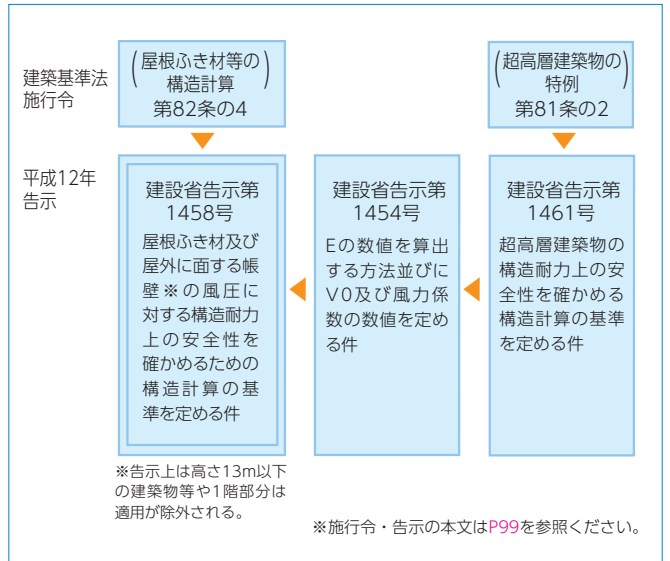 建築基準法
施行令
(屋根ふき材等の
構造計算)
第82条の4
(超高層建築物の
特例)
第81条の2
平成12年
告示
建設省告示第
1458号
屋根ふき材及び
屋外に面する帳
壁※の風圧に
対する構造耐力
上の安全性を
確かめるための
構造計算の基
準を定める件
建設省告示第
1454号
Eの数値を算出
する方法並びに
V0及び風力係
数の数値を定め
る件
建設省告示第
1461号
超高層建築物の
構造耐力上の安
全性を確かめる
構造計算の基準
を定める件
※告示上は高さ13m以下
の建築物等や1階部分は
適用が除外される。
※施行令・告示の本文はP99を参照ください。